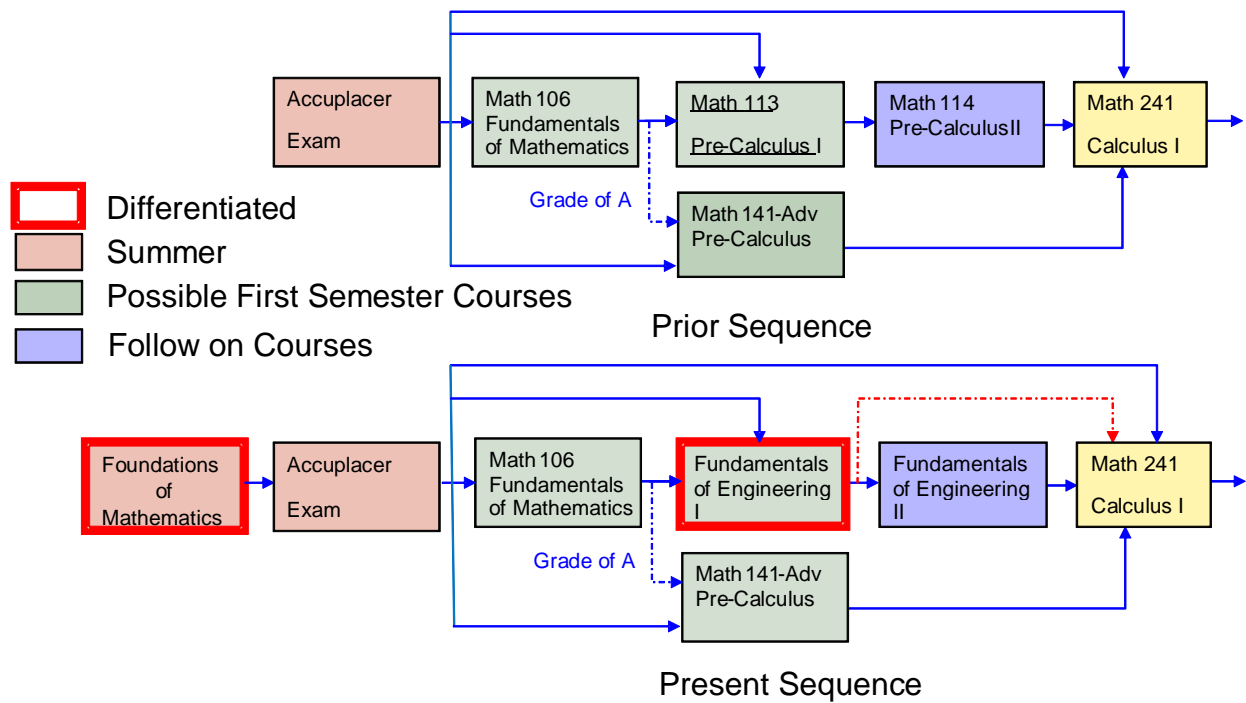 Accuplacer
Exam
Math 106
Fundamentals
of Mathematics
Math 113
Pre-Calculus I
Math 114
Pre-Calculus II
Math 241
Calculus I
Grade of A
Math 141-Adv
Pre-Calculus
Differentiated
Summer
Possible First Semester Courses
Follow on Courses
Prior Sequence
Foundations
of
Mathematics
Accuplacer
Exam
Math 106
Fundamentals
of Mathematics
Fundamentals
of Engineering
I
Fundamentals
of Engineering
II
Math 241
Calculus I
Grade of A
Math 141-Adv
Pre-Calculus
Present Sequence